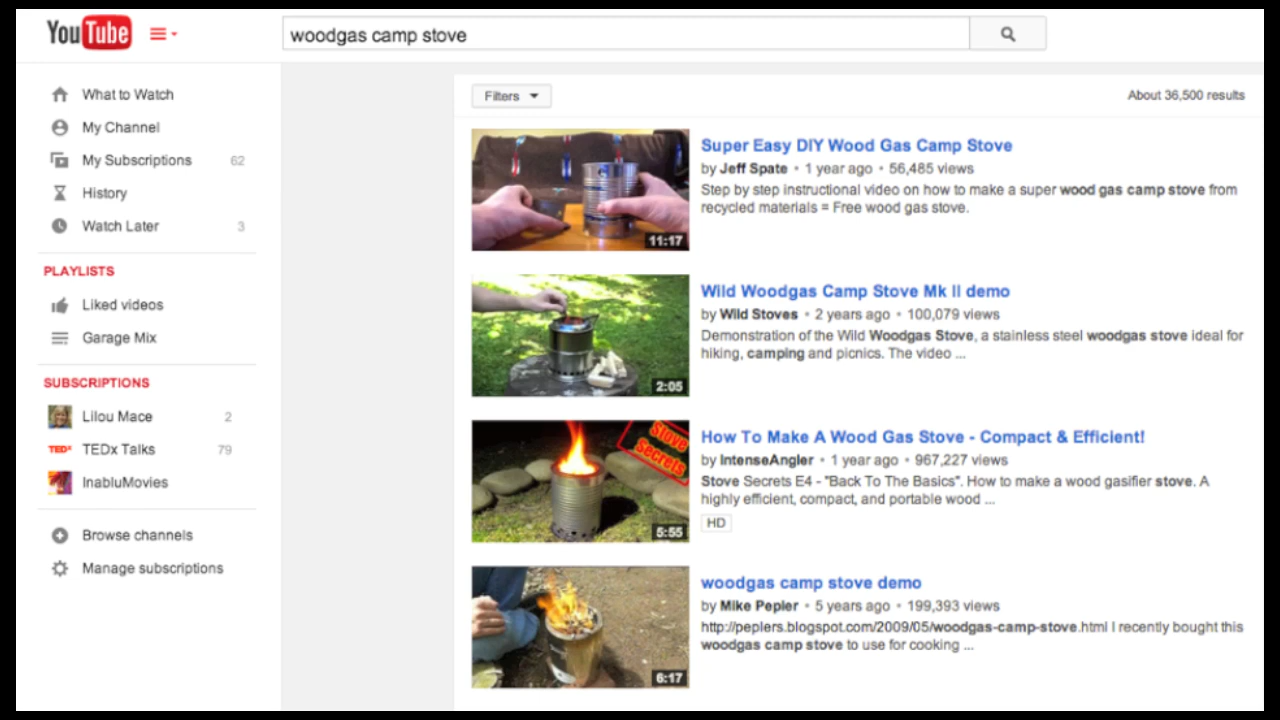 YouTube
woodgas camp stove
What to Watch
My Channel
My Subscriptions 62
History
Watch Later 3
PLAYLISTS
Liked videos
Garage Mix
SUBSCRIPTIONS
Lilou Mace 2
TEDx TEDx Talks 79
InabluMovies
Browse channels
Manage subscriptions
Filters
About 36,500 results
11:17
Super Easy DIY Wood Gas Camp Stove
by Jeff Spate • 1 year ago • 56,485 views
Step by step instructional video on how to make a super wood gas camp stove from
recycled materials = Free wood gas stove.
2:05
Wild Woodgas Camp Stove Mk II demo
by Wild Stoves • 2 years ago • 100,079 views
Demonstration of the Wild Woodgas Stove, a stainless steel woodgas stove ideal for
hiking, camping and picnics. The video ...
Stove
Secrets
5:55
How To Make A Wood Gas Stove - Compact & Efficient!
by IntenseAngler • 1 year ago • 967,227 views
Stove Secrets E4 - "Back To The Basics". How to make a wood gasifier stove. A
highly efficient, compact, and portable wood ...
HD
6:17
woodgas camp stove demo
by Mike Pepler • 5 years ago • 199,393 views
http://peplers.blogspot.com/2009/05/woodgas-camp-stove.html I recently bought this
woodgas camp stove to use for cooking ...